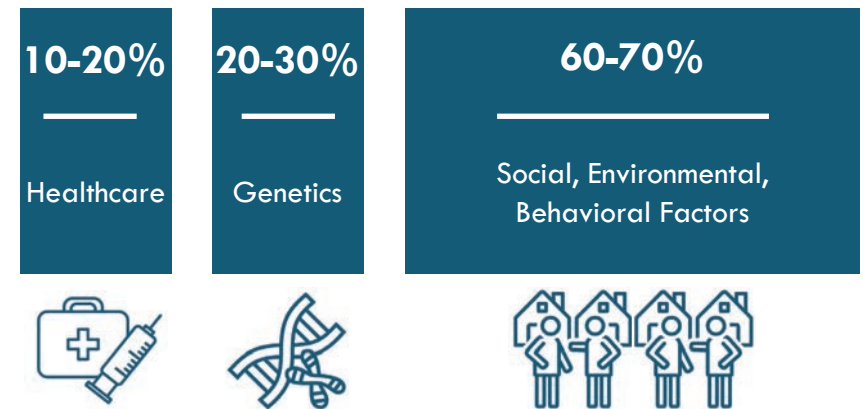 10-20%
Healthcare
20-30%
Genetics
60-70%
Social, Environmental,
Behavioral Factors